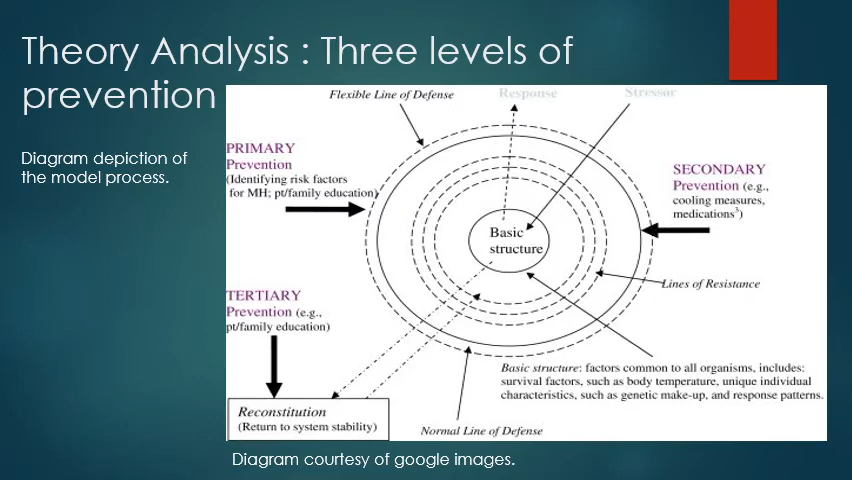 Theory Analysis : Three levels of
prevention
Diagram depiction of
the model process.
Flexible Line of Defense
Response
Stressor
PRIMARY
Prevention
(Identifying risk factors
for MH; pt/family education)
SECONDARY
Prevention (e.g.,
cooling measures,
medications3)
Basic
structure
Lines of Resistance
TERTIARY
Prevention (e.g.,
pt/family education)
Basic structure: factors common to all organisms, includes:
survival factors, such as body temperature, unique individual
characteristics, such as genetic make-up, and response patterns.
Reconstitution
(Return to system stability)
Normal Line of Defense
Diagram courtesy of google images.